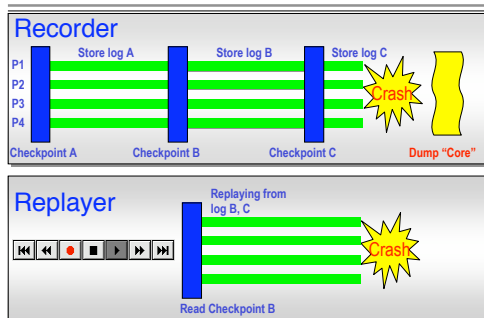 Recorder
Store log A Store log B Store log C
P1
P2
P3
P4
Crash
Checkpoint A Checkpoint B Checkpoint C Dump “Core”
Replayer
Replaying from
log B, C
Crash
Read Checkpoint B